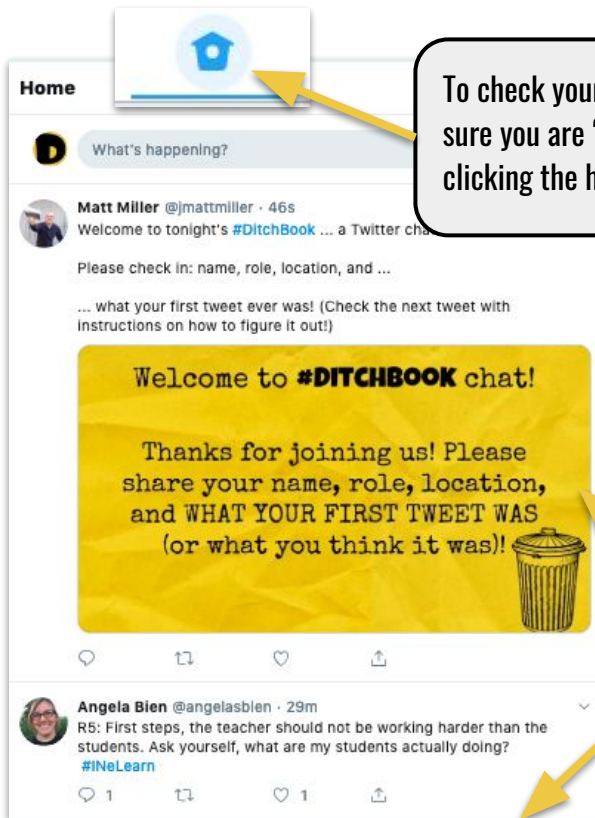 To check your
sure you are "
clicking the h
Home
What's happening?
Matt Miller @jmattmiller · 46s
Welcome to tonight's #DitchBook ... a Twitter cha
Please check in: name, role, location, and ...
... what your first tweet ever was! (Check the next tweet with
instructions on how to figure it out!)
Welcome to #DITCHBOOK chat!
Thanks for joining us! Please
share your name, role, location,
and WHAT YOUR FIRST TWEET WAS
(or what you think it was)!
Angela Bien @angelasbien · 29m
R5: First steps, the teacher should not be working harder than the
students. Ask yourself, what are my students actually doing?
#INeLearn
1
1